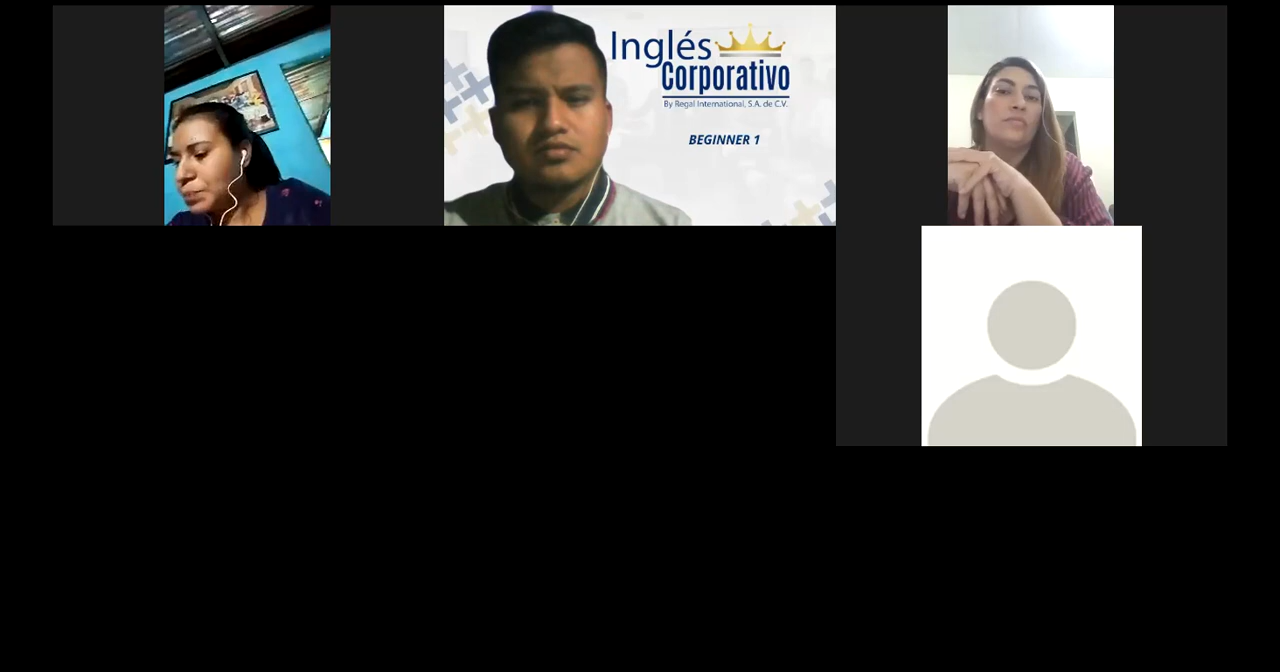 Inglés
Corporativo
By Regal International, S.A. de C.V.
BEGINNER 1